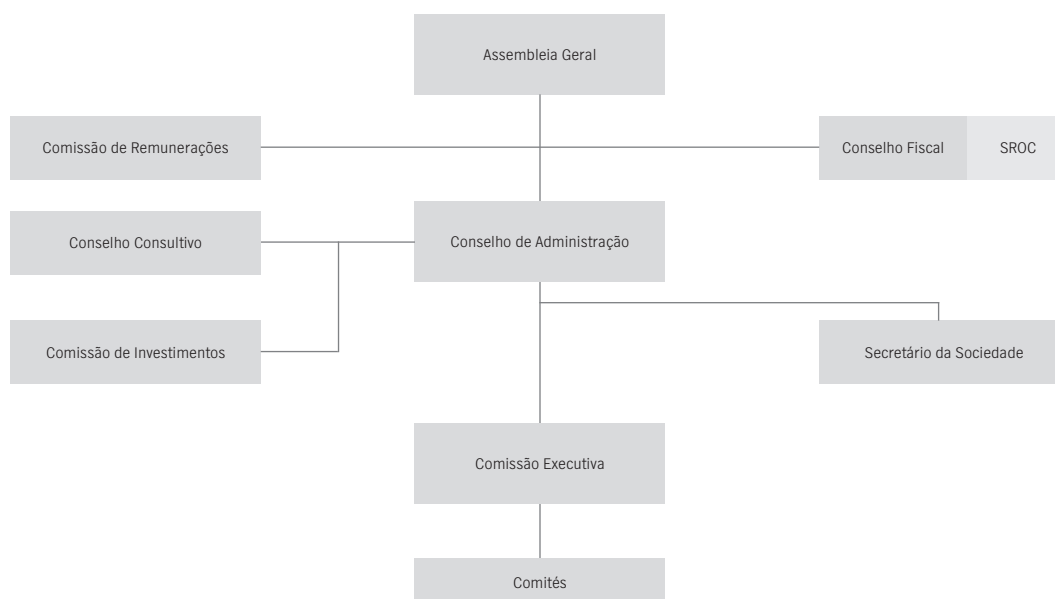 Assembleia Geral
Comissão de Remunerações
Conselho Fiscal
SROC
Conselho Consultivo
Conselho de Administração
Comissão de Investimentos
Secretário da Sociedade
Comissão Executiva
Comités